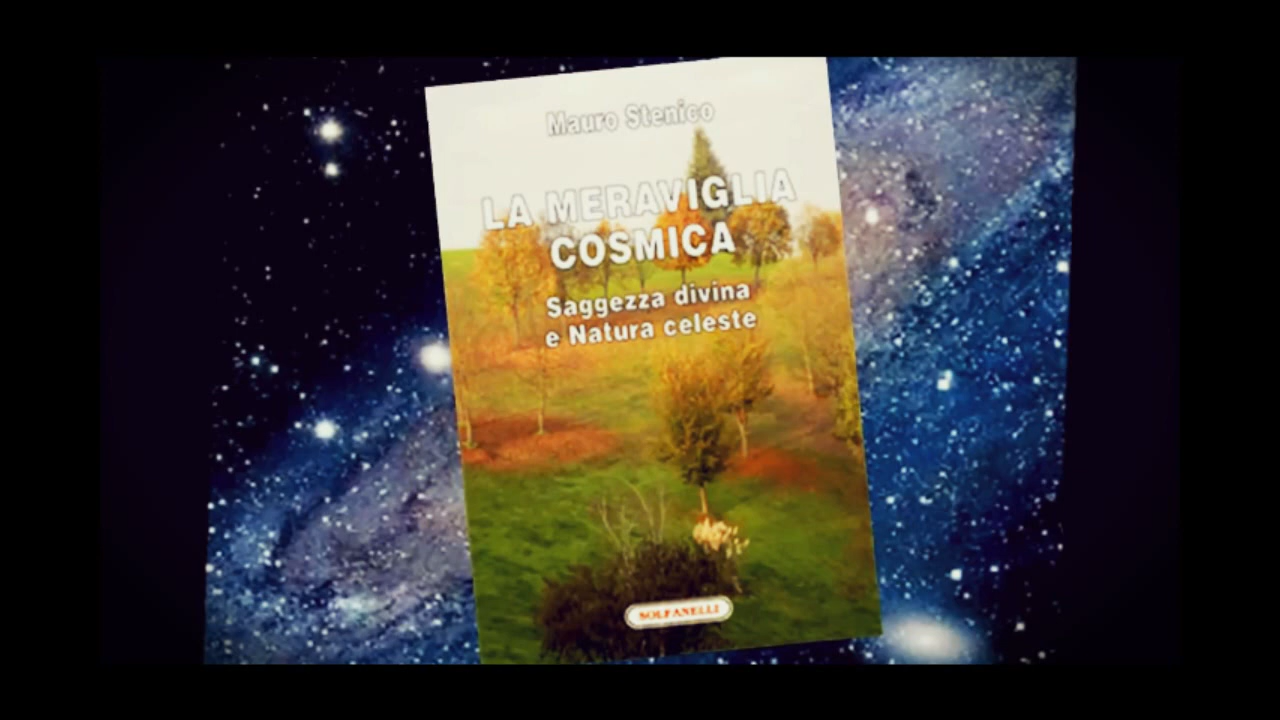 Mauro Stenico
LA MERAVIGLIA
COSMICA
Saggezza divina
e Natura celeste
SOLFANELLI